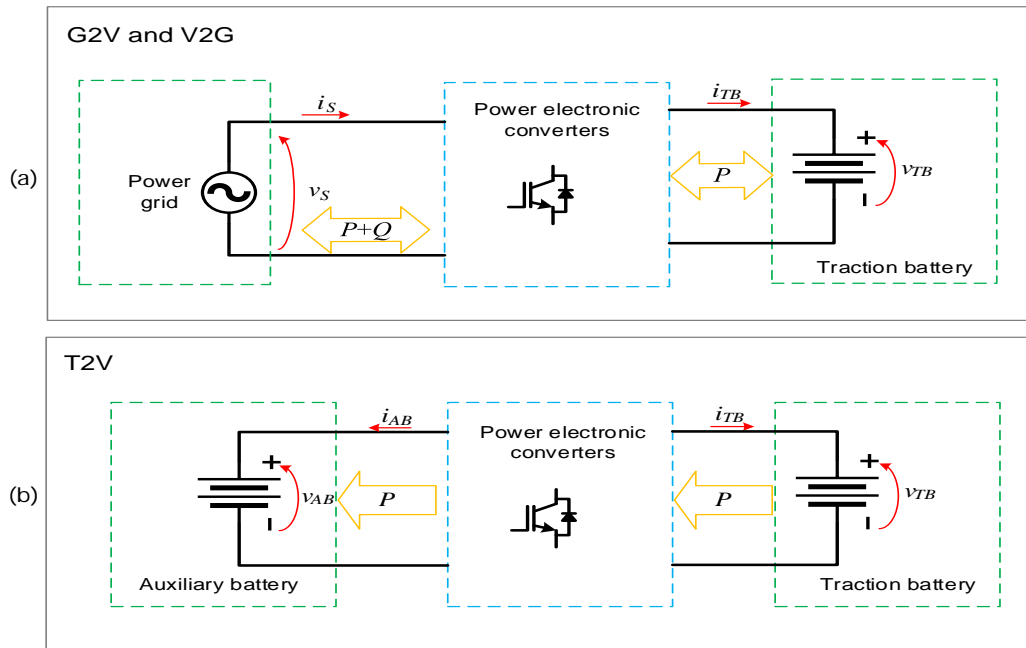 G2V and V2G
(a)
Power
grid
iS
vS
P+Q
Power electronic
converters
P
iTB
+
vTB
-
Traction battery
T2V
(b)
iAB
+
vAB
-
Auxiliary battery
P
Power electronic
converters
P
iTB
+
vTB
-
Traction battery